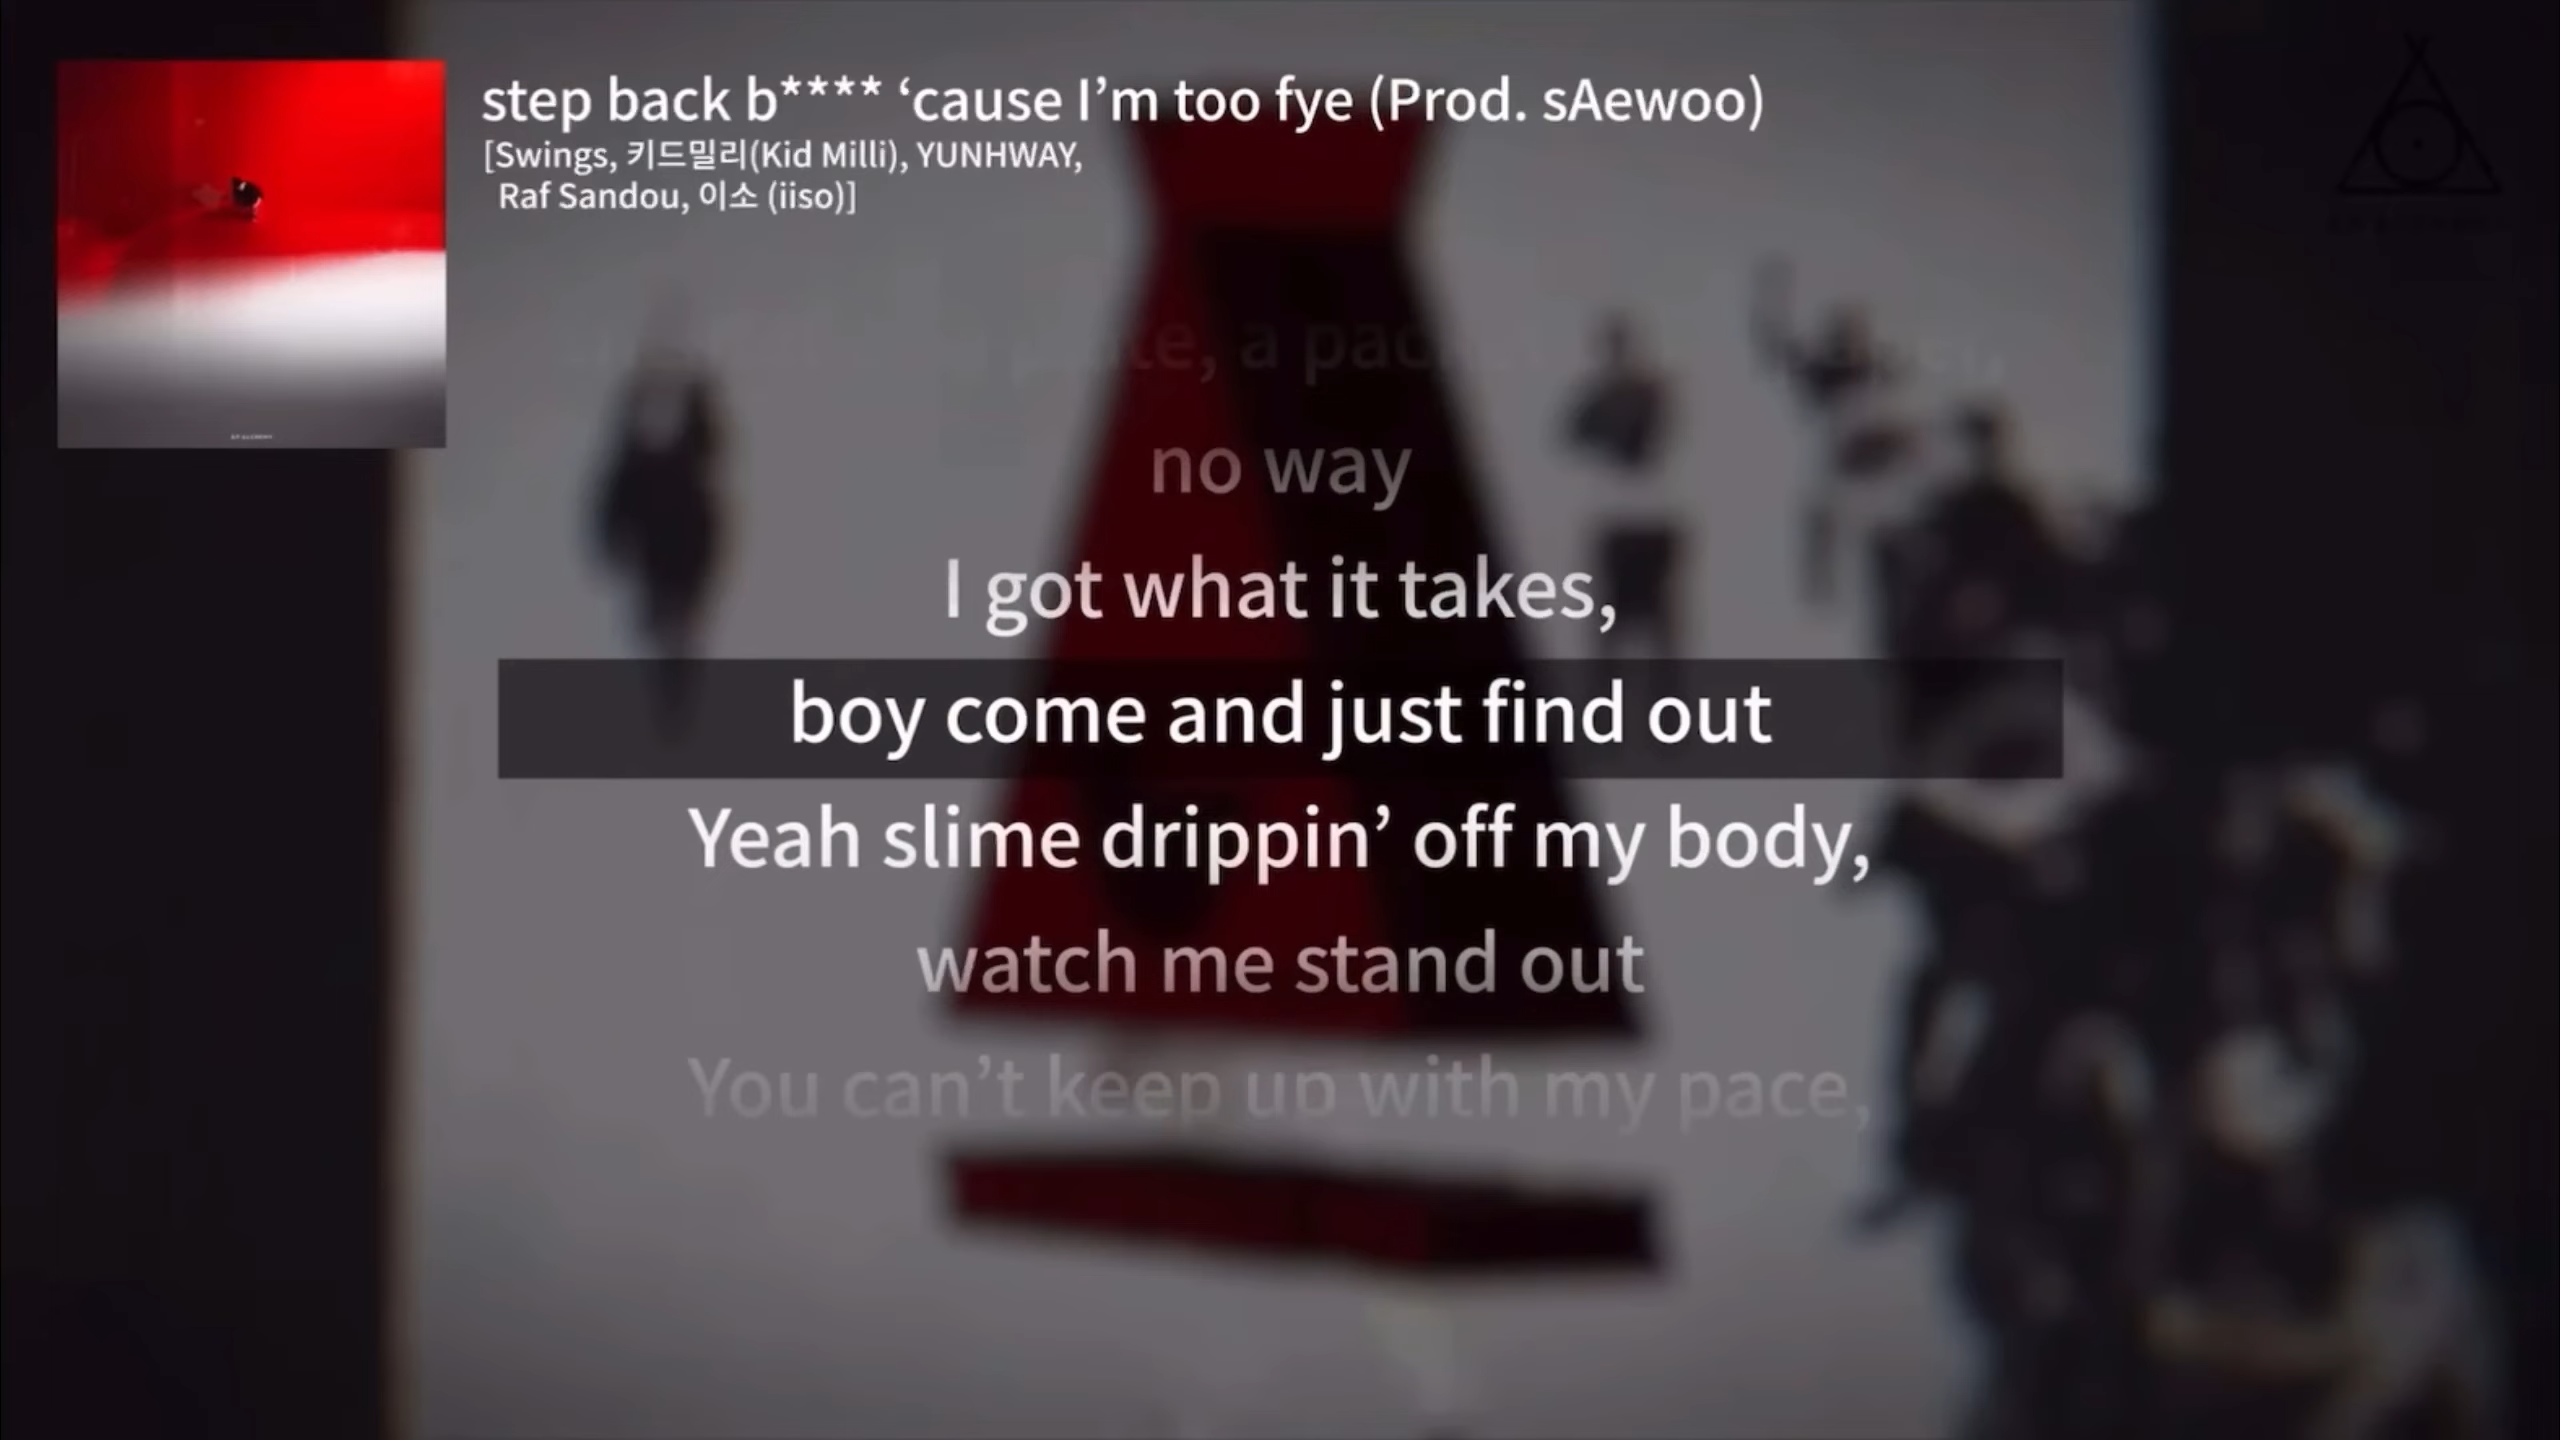 step back b**** ‘cause I’m too fye (Prod. sAewoo)
[Swings, 키드밀리(Kid Milli), YUNHWAY,
Raf Sandou, 이소 (iiso)]
a
no way
I got what it takes,
boy come and just find out
Yeah slime drippin’ off my body,
watch me stand out
You can’t keep up with my pace,